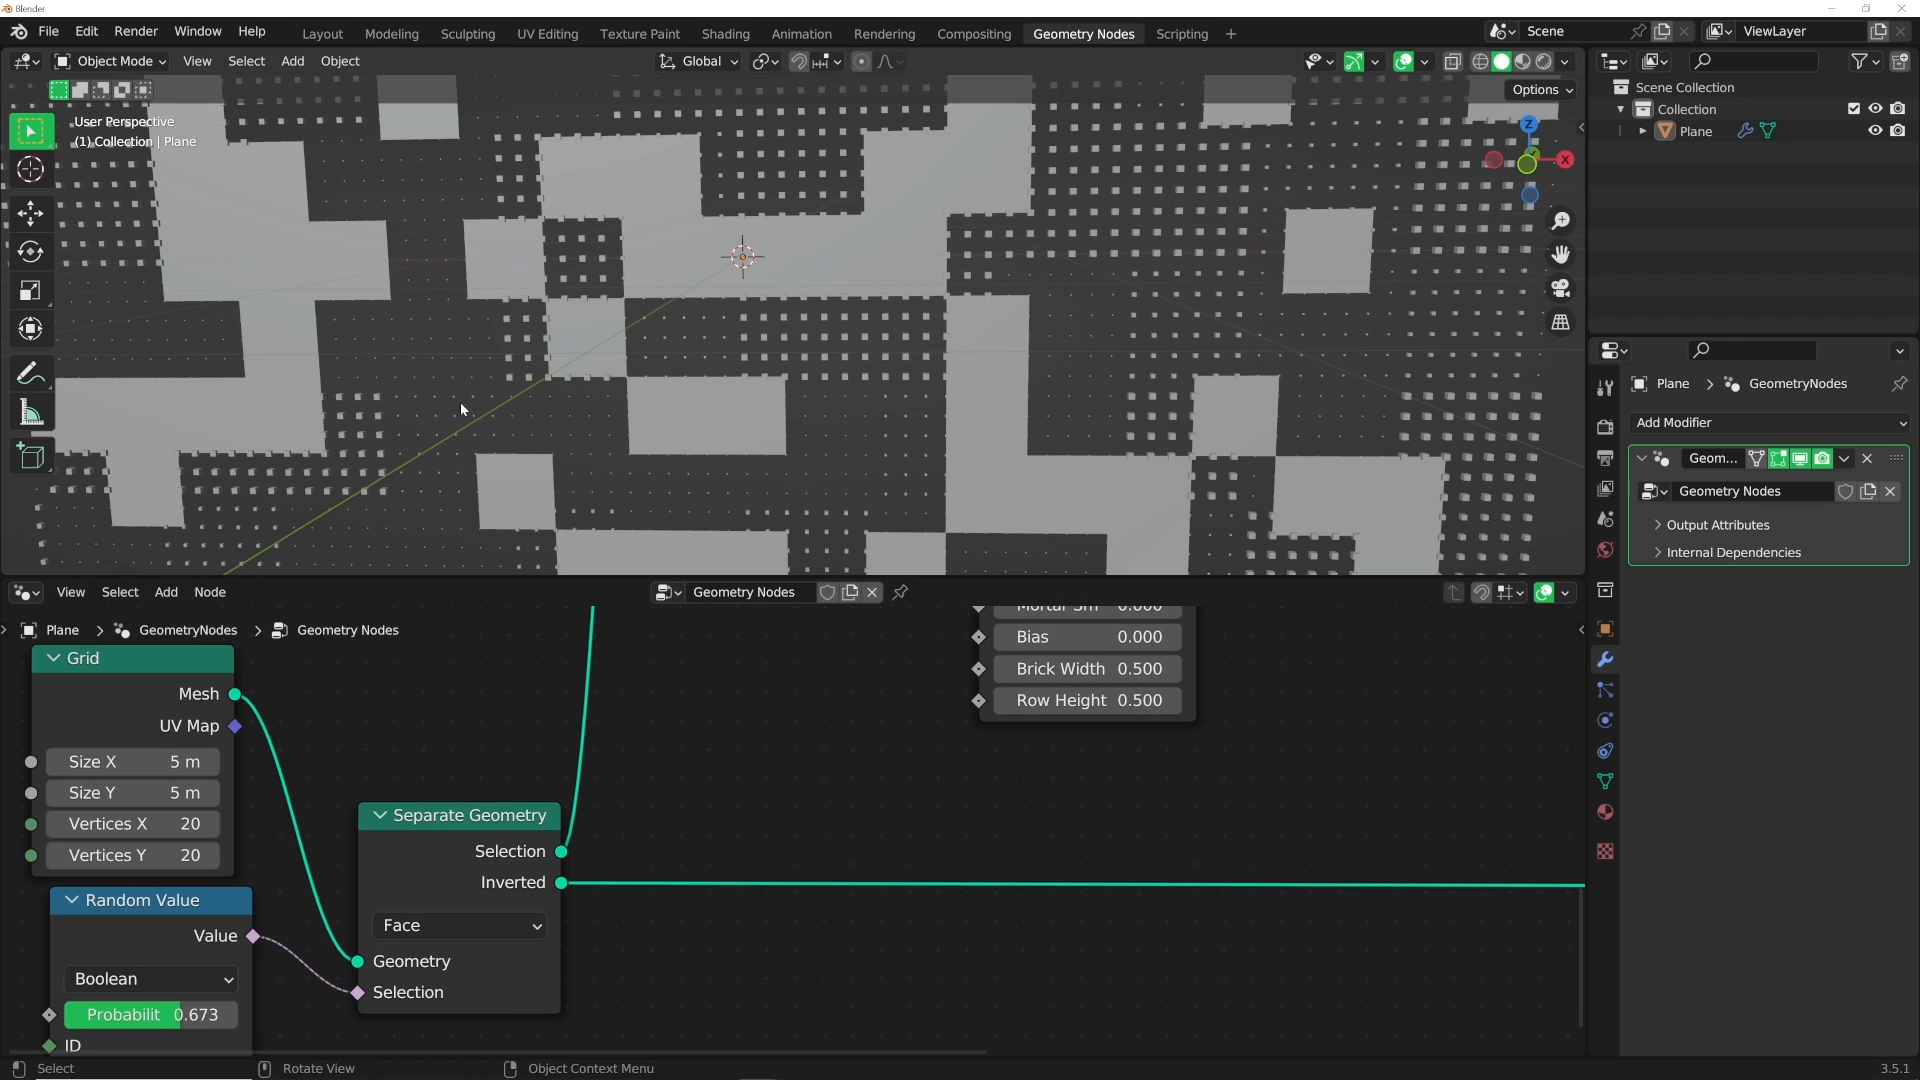 Blender
File Edit Render Window Help
Layout Modeling Sculpting UV Editing Texture Paint Shading Animation Rendering Compositing Geometry Nodes Scripting +
Scene
ViewLayer
Object Mode View Select Add Object
Global
Options
User Perspective
(1) Collection | Plane
Z
X
Scene Collection
Collection
Plane
Plane > GeometryNodes
Add Modifier
Geom...
Geometry Nodes
Output Attributes
Internal Dependencies
View Select Add Node
Geometry Nodes
Plane > GeometryNodes > Geometry Nodes
Grid
Mesh
UV Map
Size X 5 m
Size Y 5 m
Vertices X 20
Vertices Y 20
Random Value
Value
Boolean
Probabilit 0.673
ID
Separate Geometry
Selection
Inverted
Face
Geometry
Selection
Mortar Sm 0.000
Bias 0.000
Brick Width 0.500
Row Height 0.500
Select
Rotate View
Object Context Menu
3.5.1